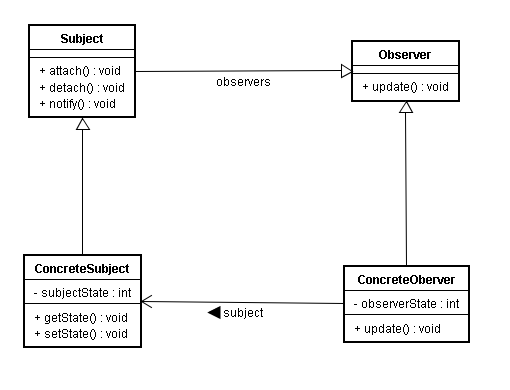 Subject
+ attach() : void
+ detach() : void
+ notify() : void
observers
Observer
+ update() : void
ConcreteSubject
- subjectState : int
+ getState() : void
+ setState() : void
subject
ConcreteOberver
- observerState : int
+ update() : void